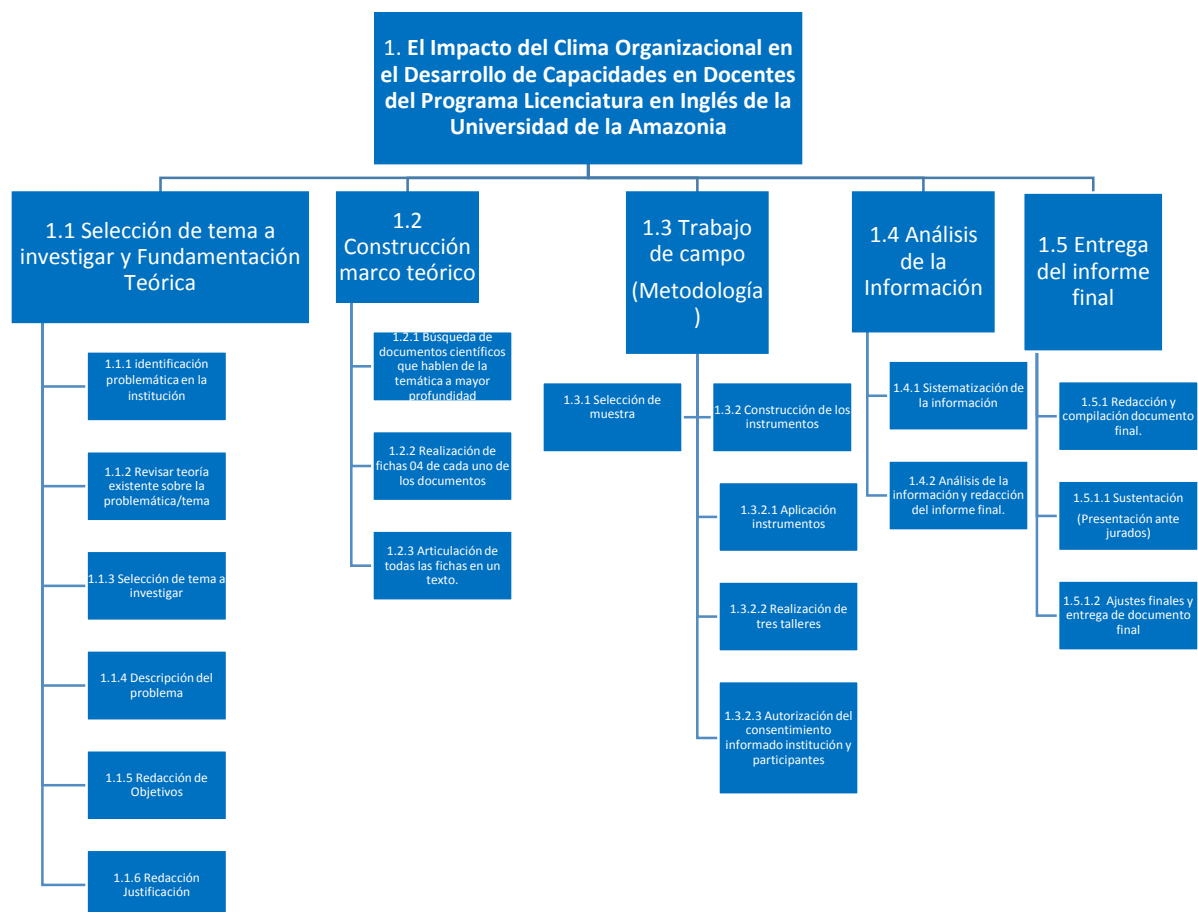 1. El Impacto del Clima Organizacional en
el Desarrollo de Capacidades en Docentes
del Programa Licenciatura en Inglés de la
Universidad de la Amazonia
1.1 Selección de tema a
investigar y Fundamentación
Teórica
1.1.1 identificación
problemática en la
institución
1.1.2 Revisar teoría
existente sobre la
problemática/tema
1.1.3 Selección de tema a
investigar
1.1.4 Descripción del
problema
1.1.5 Redacción de
Objetivos
1.1.6 Redacción
Justificación
1.2
Construcción
marco teórico
1.2.1 Búsqueda de
documentos científicos
que hablen de la
temática a mayor
profundidad
1.2.2 Realización de
fichas 04 de cada uno de
los documentos
1.2.3 Articulación de
todas las fichas en un
texto.
1.3 Trabajo
de campo
(Metodología
)
1.3.1 Selección de
muestra
1.3.2 Construcción de los
instrumentos
1.3.2.1 Aplicación
instrumentos
1.3.2.2 Realización de
tres talleres
1.3.2.3 Autorización del
consentimiento
informado institución y
participantes
1.4 Análisis
de la
Información
1.4.1 Sistematización de
la información
1.4.2 Análisis de la
información y redacción
del informe final.
1.5 Entrega
del informe
final
1.5.1 Redacción y
compilación documento
final.
1.5.1.1 Sustentación
(Presentación ante
jurados)
1.5.1.2 Ajustes finales y
entrega de documento
final